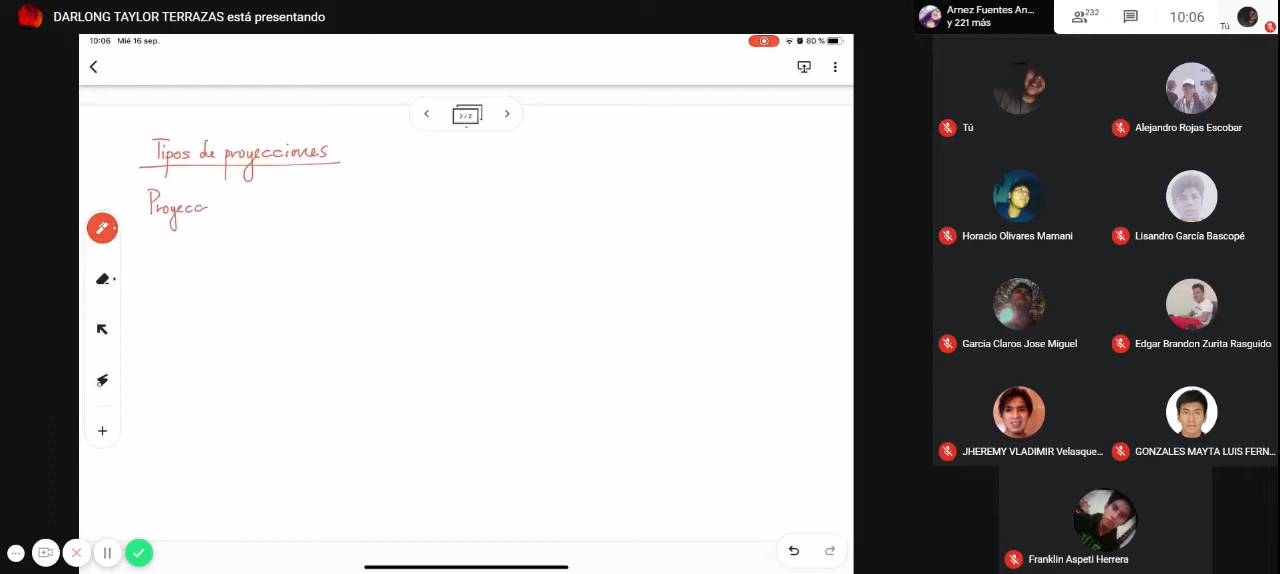 DARLONG TAYLOR TERRAZAS está presentando
Arnez Fuentes An...
y 221 más
232
10:06
Tú
10:06 Mié 16 sep.
80 %
2 / 2
Tipos de proyecciones
Proyecc
Tú
Alejandro Rojas Escobar
Horacio Olivares Mamani
Lisandro García Bascopé
Garcia Claros Jose Miguel
Edgar Brandon Zurita Rasguido
JHEREMY VLADIMIR Velasque...
GONZALES MAYTA LUIS FERN...
Franklin Aspeti Herrera